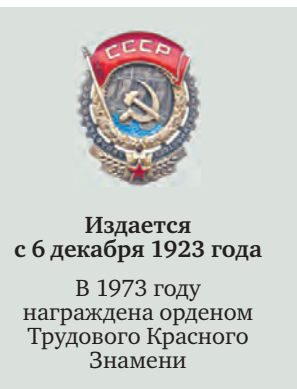 СССР
Издается
с 6 декабря 1923 года
В 1973 году
награждена орденом
Трудового Красного
Знамени